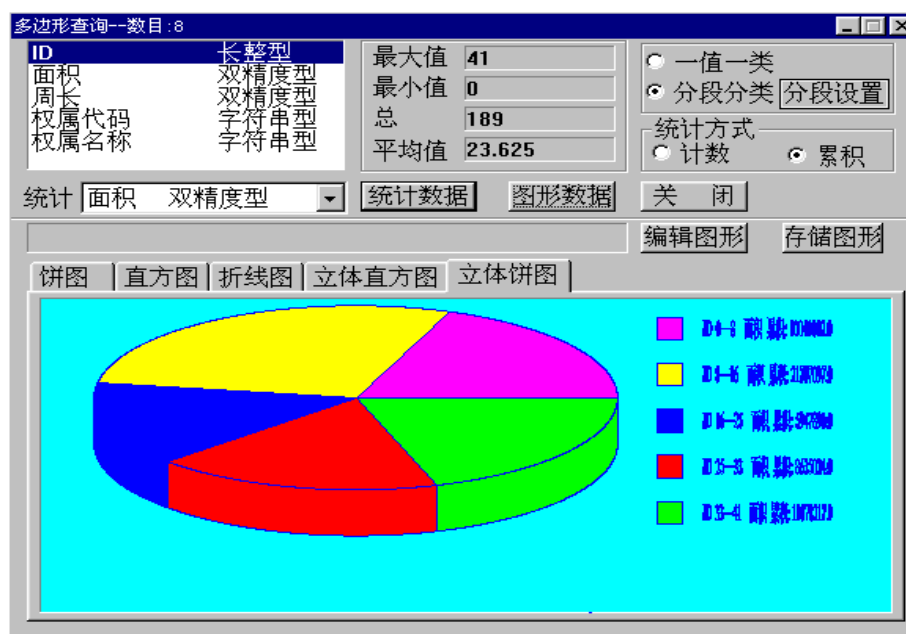 多边形查询--数目:8
ID 长整型
面积 双精度型
周长 双精度型
权属代码 字符串型
权属名称 字符串型
最大值 41
最小值 0
总 189
平均值 23.625
一值一类
分段分类 分段设置
统计方式
计数 累积
统计 面积 双精度型 统计数据 图形数据 关 闭
编辑图形 存储图形
饼图 直方图 折线图 立体直方图 立体饼图